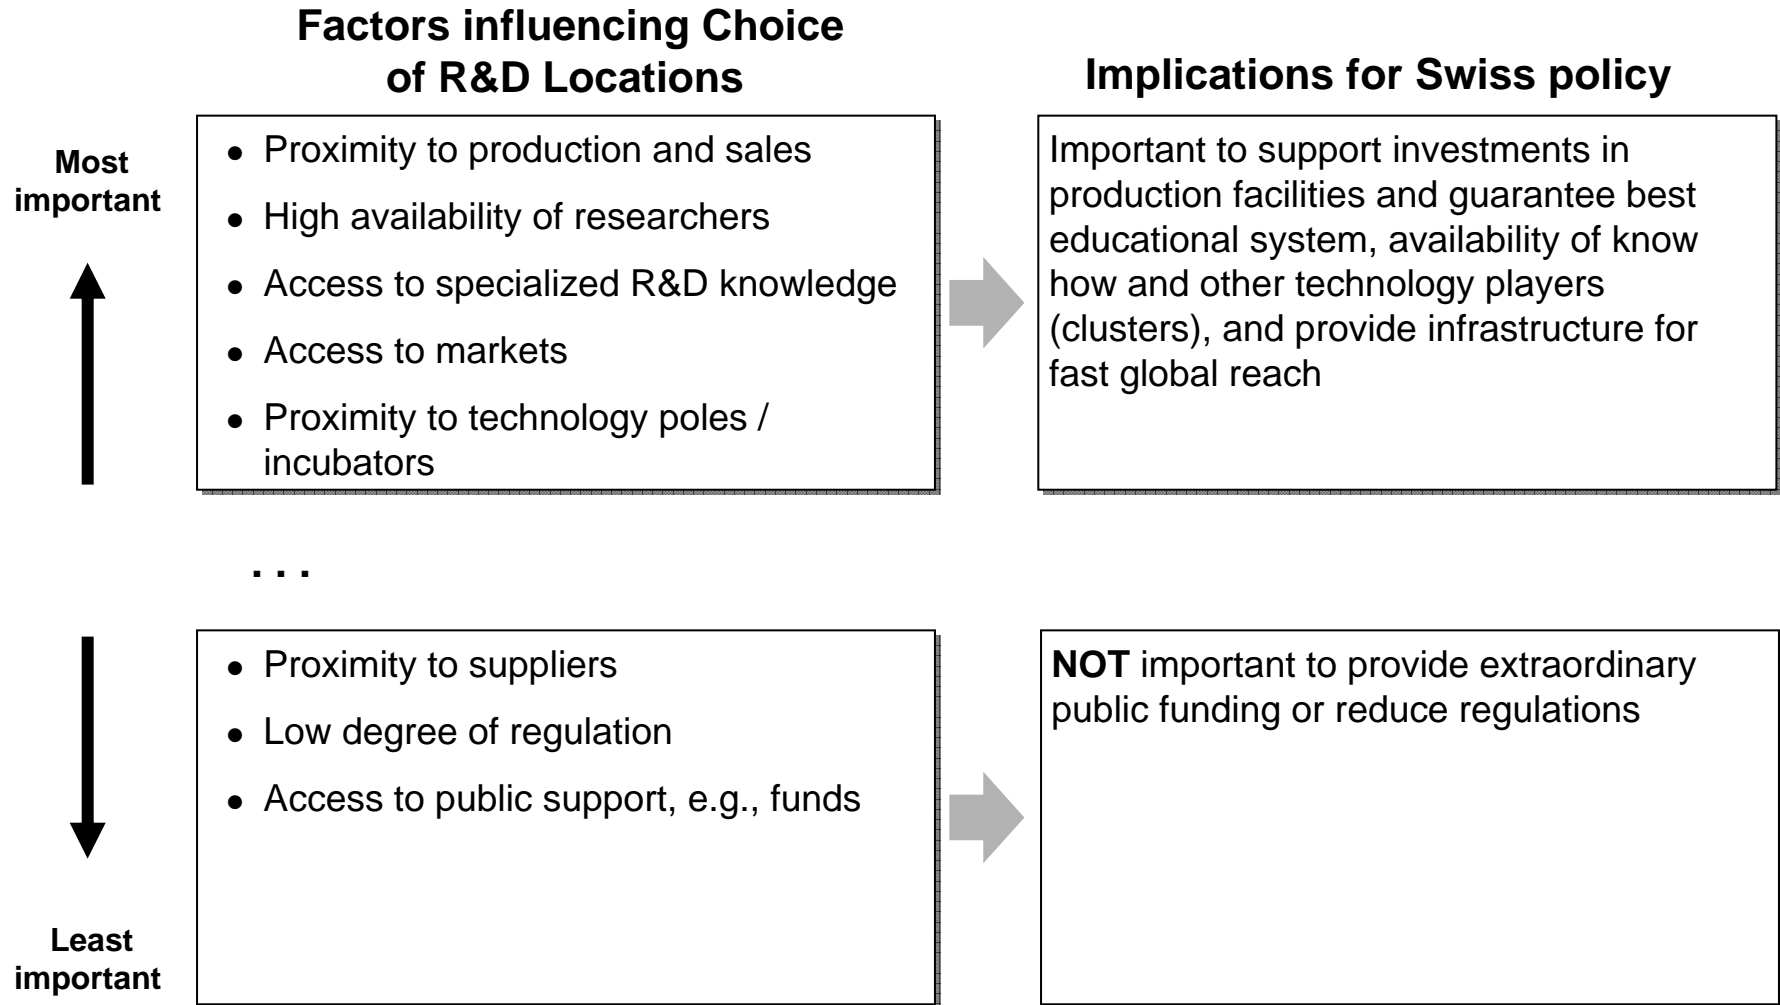 Factors influencing Choice
of R&D Locations
Implications for Swiss policy
Most
important
● Proximity to production and sales
● High availability of researchers
● Access to specialized R&D knowledge
● Access to markets
● Proximity to technology poles /
incubators
Important to support investments in
production facilities and guarantee best
educational system, availability of know
how and other technology players
(clusters), and provide infrastructure for
fast global reach
. . .
● Proximity to suppliers
● Low degree of regulation
● Access to public support, e.g., funds
NOT important to provide extraordinary
public funding or reduce regulations
Least
important